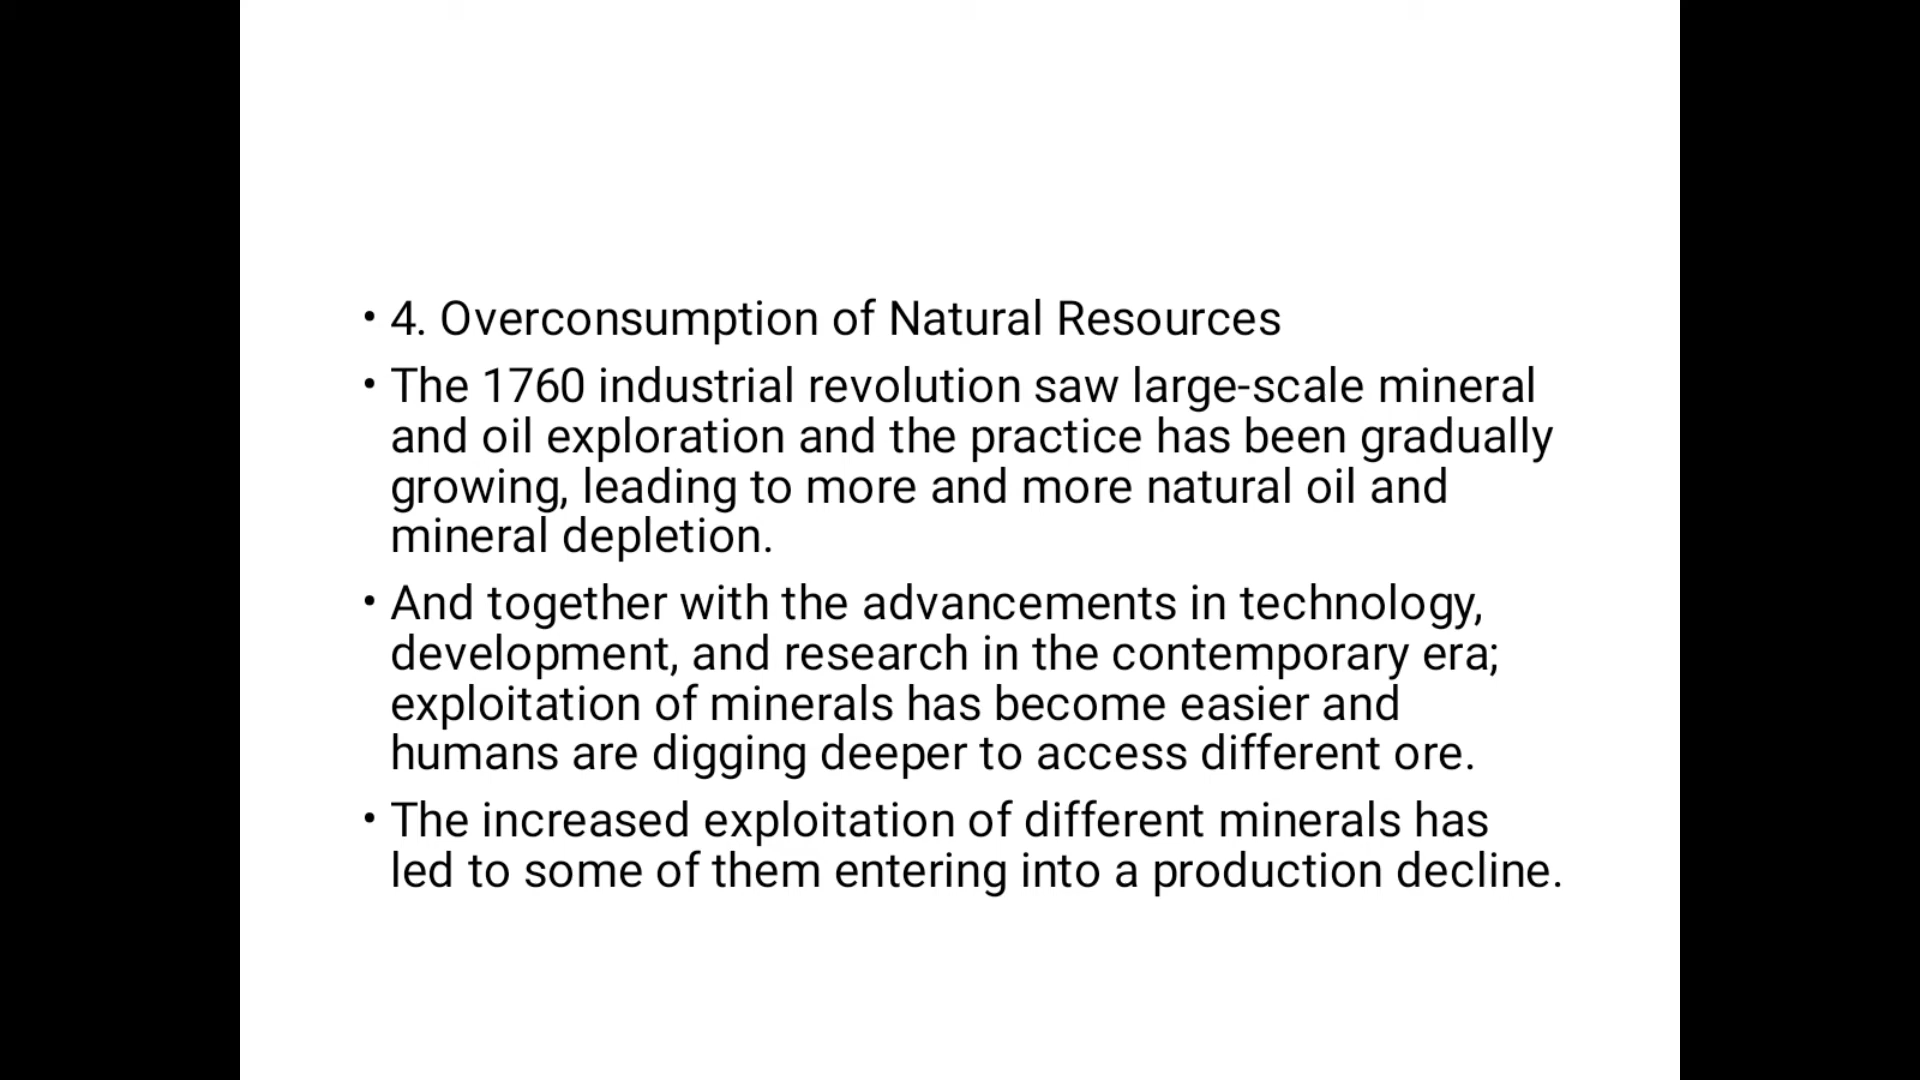 • 4. Overconsumption of Natural Resources
• The 1760 industrial revolution saw large-scale mineral
and oil exploration and the practice has been gradually
growing, leading to more and more natural oil and
mineral depletion.
• And together with the advancements in technology,
development, and research in the contemporary era;
exploitation of minerals has become easier and
humans are digging deeper to access different ore.
• The increased exploitation of different minerals has
led to some of them entering into a production decline.